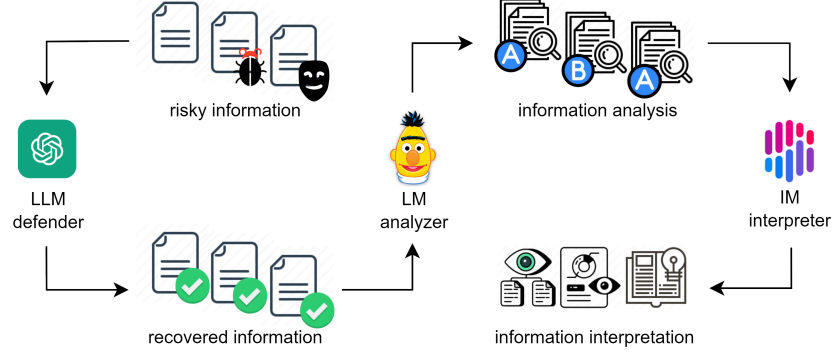 A
B
A
risky information
information analysis
LLM
defender
LM
analyzer
IM
interpreter
recovered information
information interpretation